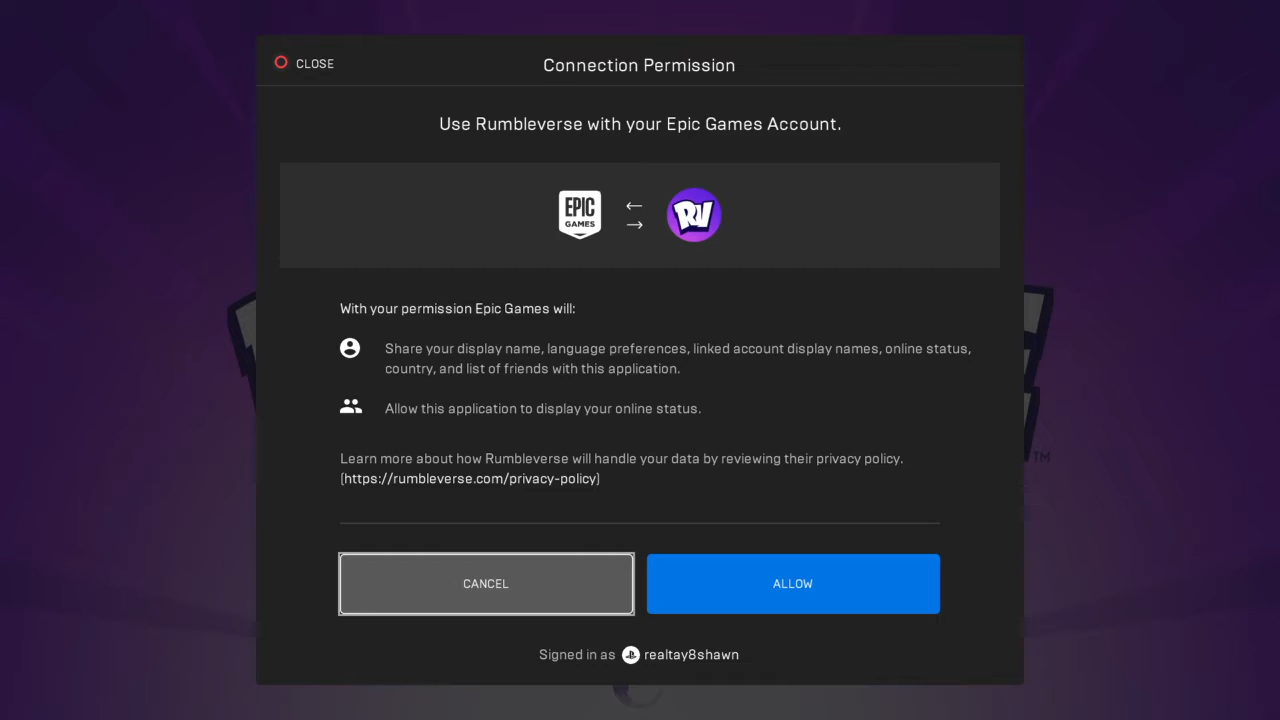 CLOSE
Connection Permission
Use Rumbleverse with your Epic Games Account.
EPIC
GAMES
RV
With your permission Epic Games will:
Share your display name, language preferences, linked account display names, online status,
country, and list of friends with this application.
Allow this application to display your online status.
Learn more about how Rumbleverse will handle your data by reviewing their privacy policy.
(https://rumbleverse.com/privacy-policy)
TM
CANCEL
ALLOW
Signed in as realtay8shawn